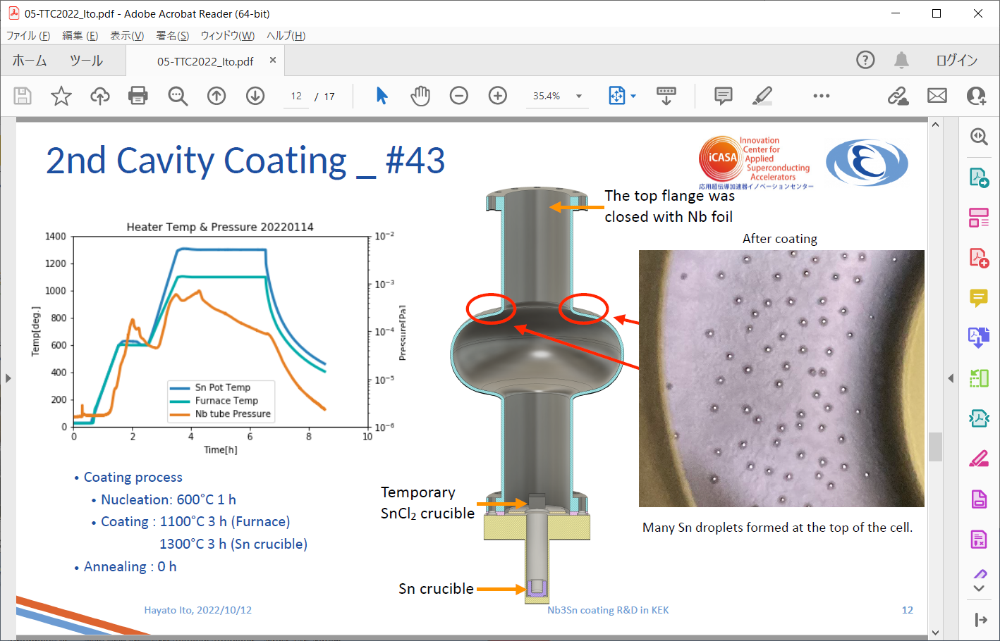 05-TTC2022_Ito.pdf - Adobe Acrobat Reader (64-bit)
ファイル (F) 編集 (E) 表示(V) 署名(S) ウィンドウ(W) ヘルプ(H)
ホーム ツール 05-TTC2022_Ito.pdf × ログイン
12 / 17 35.4%
2nd Cavity Coating _ #43
iCASA
Innovation
Center for
Applied
Superconducting
Accelerators
応用超伝導加速器イノベーションセンター
The top flange was
closed with Nb foil
After coating
Heater Temp & Pressure 20220114
Temp[deg.]
1400
1200
1000
800
600
400
200
0
10⁻²
10⁻³
10⁻⁴
10⁻⁵
10⁻⁶
Pressure[Pa]
Sn Pot Temp
Furnace Temp
Nb tube Pressure
0 2 4 6 8 10
Time[h]
• Coating process
• Nucleation: 600°C 1 h
• Coating : 1100°C 3 h (Furnace)
1300°C 3 h (Sn crucible)
• Annealing : 0 h
Temporary
SnCl₂ crucible
Sn crucible
Many Sn droplets formed at the top of the cell.
Hayato Ito, 2022/10/12
Nb3Sn coating R&D in KEK
12